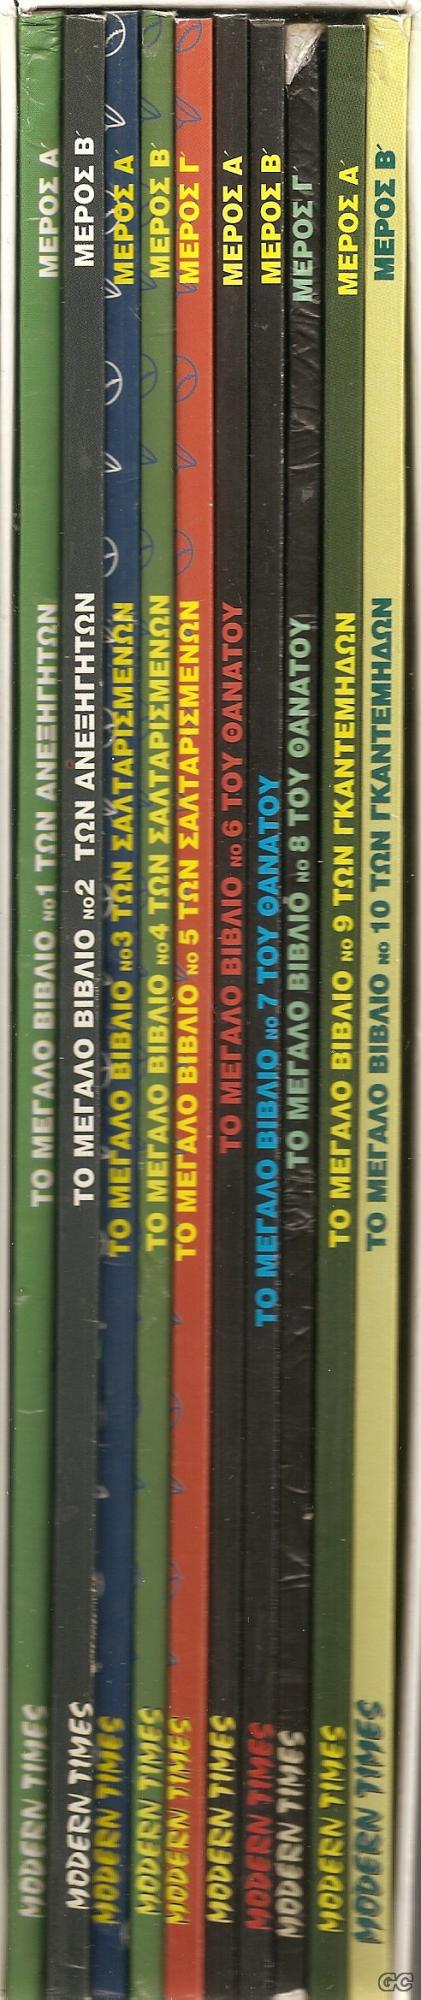 MODERN TIMES ΤΟ ΜΕΓΑΛΟ ΒΙΒΛΙΟ Νο1 ΤΩΝ ΑΝΕΞΗΓΗΤΩΝ ΜΕΡΟΣ Α΄
MODERN TIMES ΤΟ ΜΕΓΑΛΟ ΒΙΒΛΙΟ Νο2 ΤΩΝ ΑΝΕΞΗΓΗΤΩΝ ΜΕΡΟΣ Β΄
MODERN TIMES ΤΟ ΜΕΓΑΛΟ ΒΙΒΛΙΟ Νο3 ΤΩΝ ΣΑΛΤΑΡΙΣΜΕΝΩΝ ΜΕΡΟΣ Α΄
MODERN TIMES ΤΟ ΜΕΓΑΛΟ ΒΙΒΛΙΟ Νο4 ΤΩΝ ΣΑΛΤΑΡΙΣΜΕΝΩΝ ΜΕΡΟΣ Β΄
MODERN TIMES ΤΟ ΜΕΓΑΛΟ ΒΙΒΛΙΟ Νο 5 ΤΩΝ ΣΑΛΤΑΡΙΣΜΕΝΩΝ ΜΕΡΟΣ Γ΄
MODERN TIMES ΤΟ ΜΕΓΑΛΟ ΒΙΒΛΙΟ Νο 6 ΤΟΥ ΘΑΝΑΤΟΥ ΜΕΡΟΣ Α΄
MODERN TIMES ΤΟ ΜΕΓΑΛΟ ΒΙΒΛΙΟ Νο 7 ΤΟΥ ΘΑΝΑΤΟΥ ΜΕΡΟΣ Β΄
MODERN TIMES ΤΟ ΜΕΓΑΛΟ ΒΙΒΛΙΟ Νο 8 ΤΟΥ ΘΑΝΑΤΟΥ ΜΕΡΟΣ Γ΄
MODERN TIMES ΤΟ ΜΕΓΑΛΟ ΒΙΒΛΙΟ Νο 9 ΤΩΝ ΓΚΑΝΤΕΜΗΔΩΝ ΜΕΡΟΣ Α΄
MODERN TIMES ΤΟ ΜΕΓΑΛΟ ΒΙΒΛΙΟ Νο 10 ΤΩΝ ΓΚΑΝΤΕΜΗΔΩΝ ΜΕΡΟΣ Β΄
GC